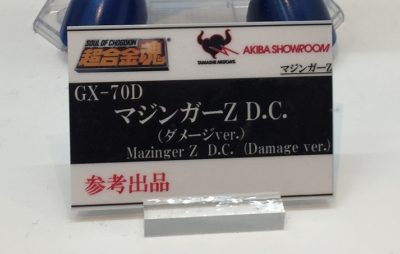 SOUL OF CHOGOKIN
超合金魂
TAMASHII NATIONS
AKIBA SHOWROOM
マジンガーZ
GX-70D
マジンガーZ D.C.
(ダメージver.)
Mazinger Z D.C. (Damage ver.)
参考出品